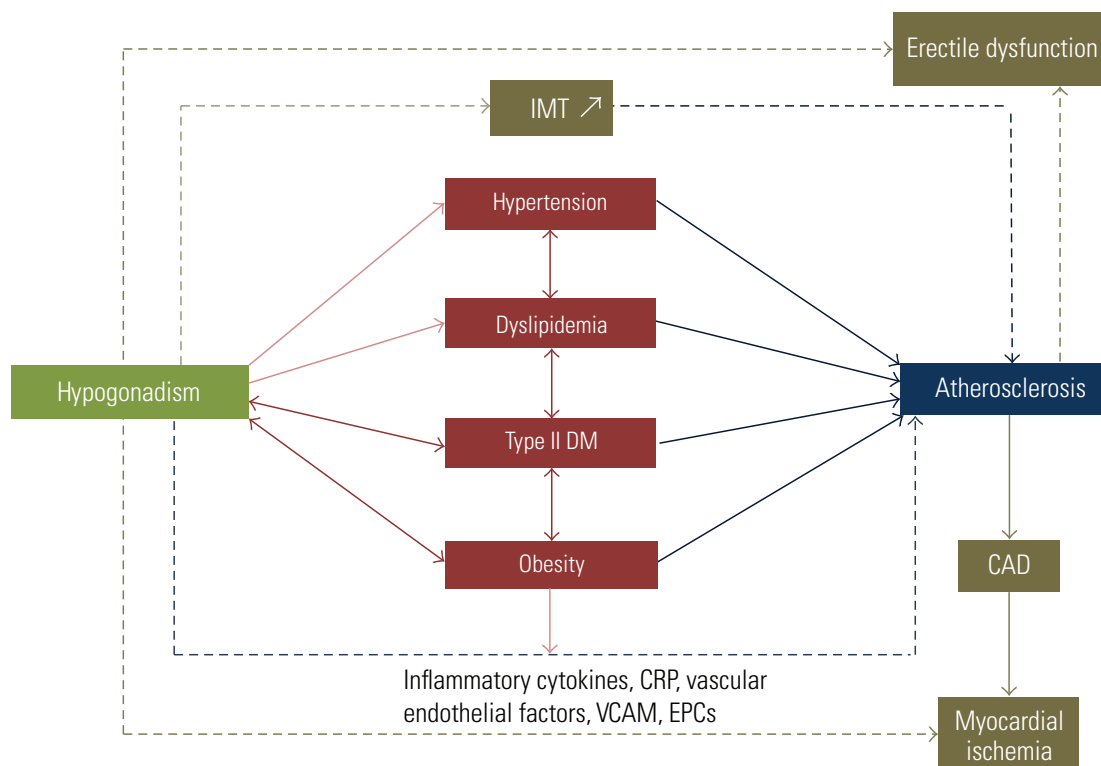 Erectile dysfunction
IMT ↗
Hypertension
Dyslipidemia
Hypogonadism
Atherosclerosis
Type II DM
Obesity
CAD
Inflammatory cytokines, CRP, vascular
endothelial factors, VCAM, EPCs
Myocardial
ischemia